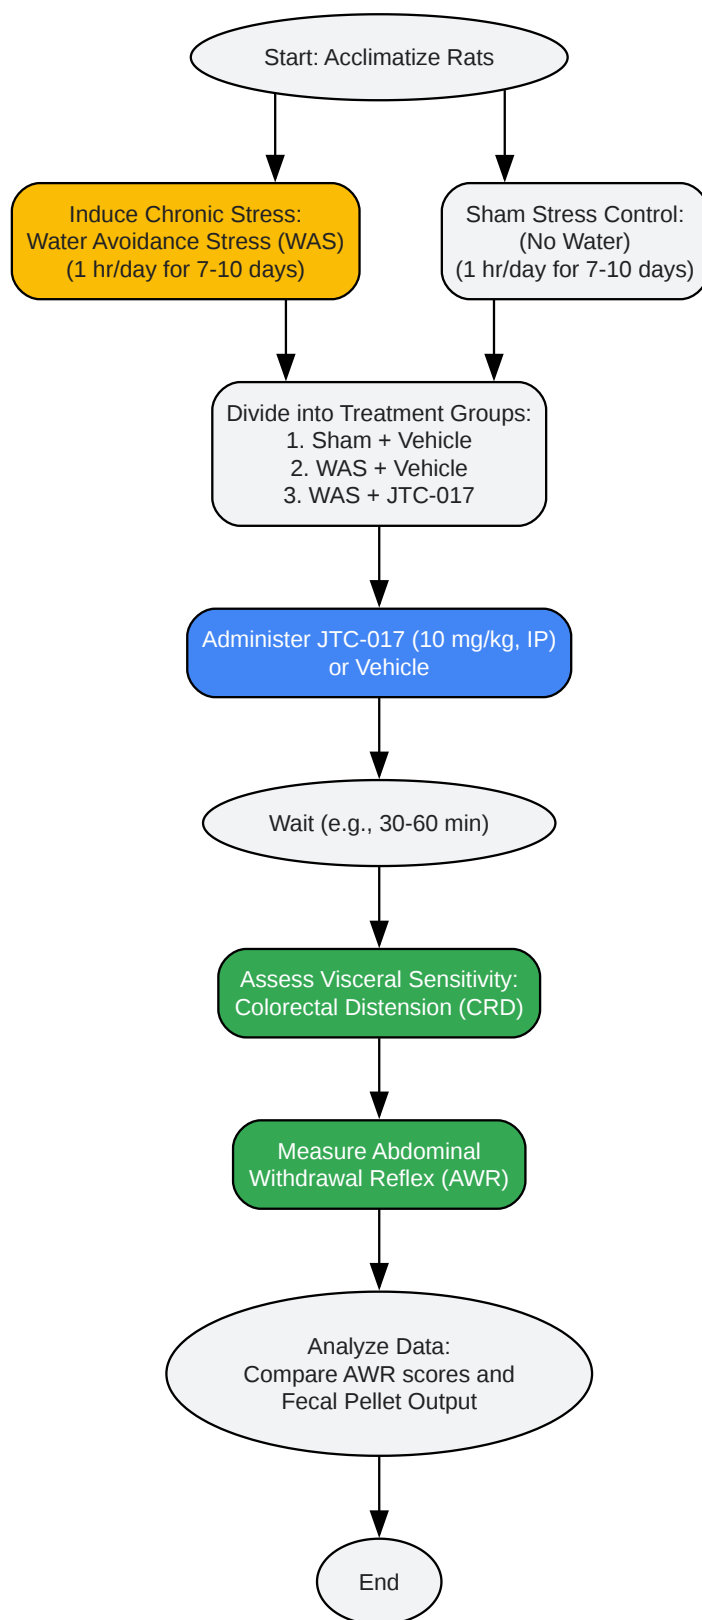 Start: Acclimatize Rats
Induce Chronic Stress:
Water Avoidance Stress (WAS)
(1 hr/day for 7-10 days)
Sham Stress Control:
(No Water)
(1 hr/day for 7-10 days)
Divide into Treatment Groups:
1. Sham + Vehicle
2. WAS + Vehicle
3. WAS + JTC-017
Administer JTC-017 (10 mg/kg, IP)
or Vehicle
Wait (e.g., 30-60 min)
Assess Visceral Sensitivity:
Colorectal Distension (CRD)
Measure Abdominal
Withdrawal Reflex (AWR)
Analyze Data:
Compare AWR scores and
Fecal Pellet Output
End